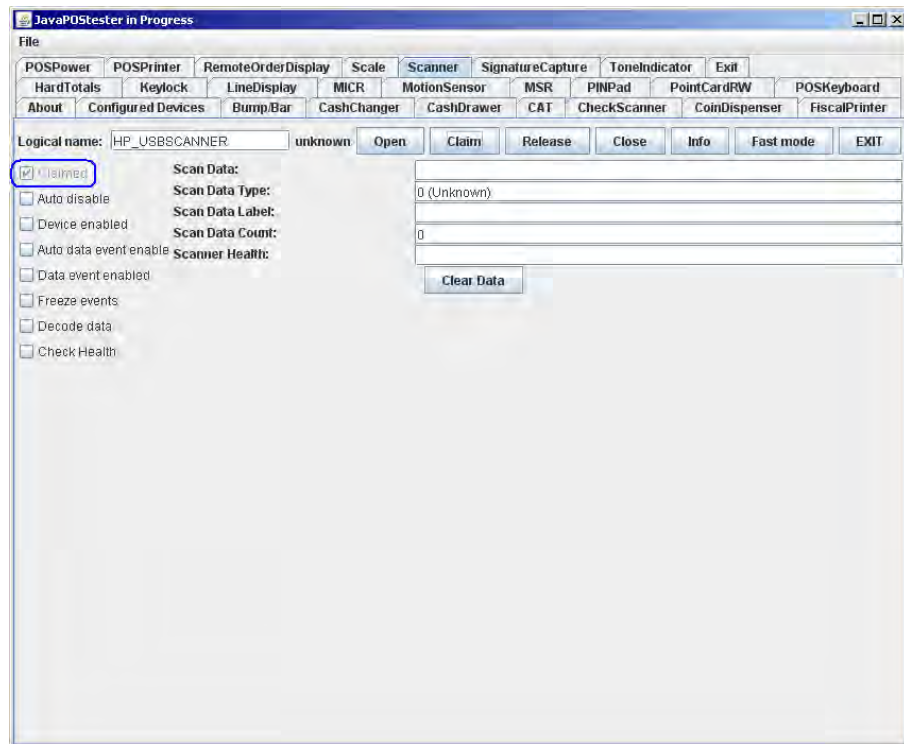 JavaPOStester in Progress
File
POSPower POSPrinter RemoteOrderDisplay Scale Scanner SignatureCapture ToneIndicator Exit
HardTotals Keylock LineDisplay MICR MotionSensor MSR PINPad PointCardRW POSKeyboard
About Configured Devices Bump/Bar CashChanger CashDrawer CAT CheckScanner CoinDispenser FiscalPrinter
Logical name: HP_USBSCANNER unknown Open Claim Release Close Info Fast mode EXIT
Claimed
Scan Data:
Auto disable
Scan Data Type: 0 (Unknown)
Scan Data Label:
Device enabled
Scan Data Count: 0
Auto data event enable
Scanner Health:
Data event enabled
Clear Data
Freeze events
Decode data
Check Health